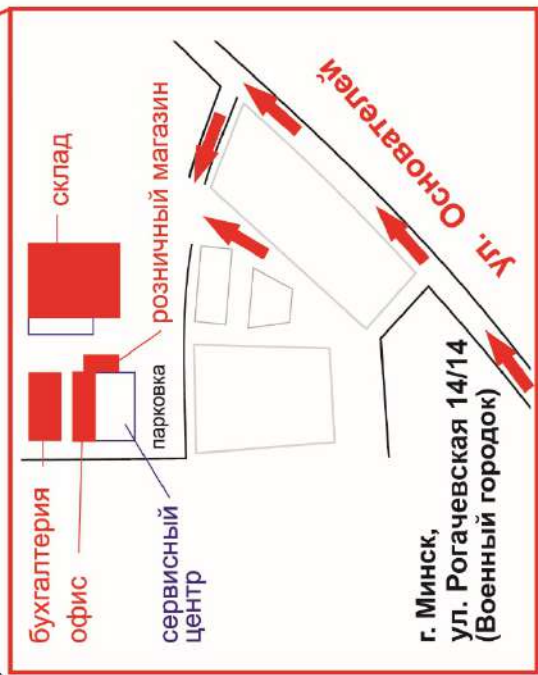 бухгалтерия
офис
сервисный
центр
парковка
розничный магазин
склад
ул. Основателей
г. Минск,
ул. Рогачевская 14/14
(Военный городок)